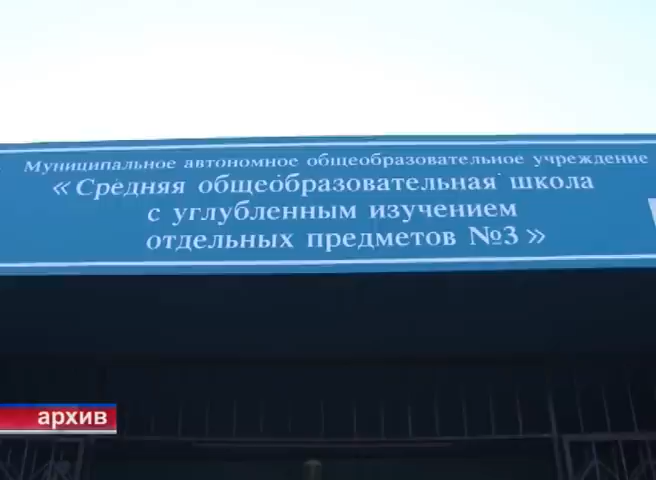 Муниципальное автономное общеобразовательное учреждение
«Средняя общеобразовательная школа
с углубленным изучением
отдельных предметов №3»
архив